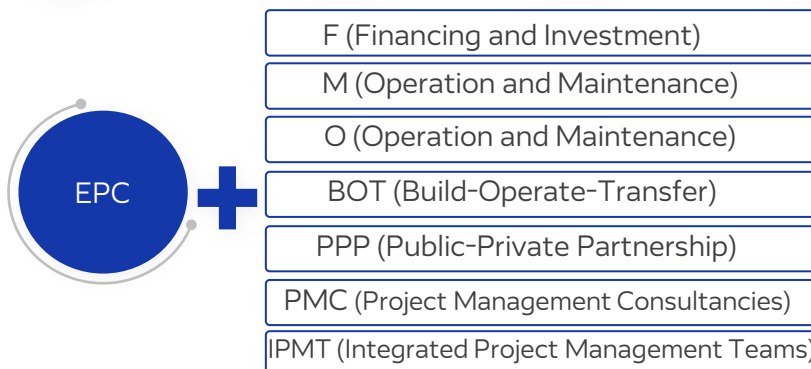 EPC
F (Financing and Investment)
M (Operation and Maintenance)
O (Operation and Maintenance)
BOT (Build-Operate-Transfer)
PPP (Public-Private Partnership)
PMC (Project Management Consultancies)
IPMT (Integrated Project Management Teams)